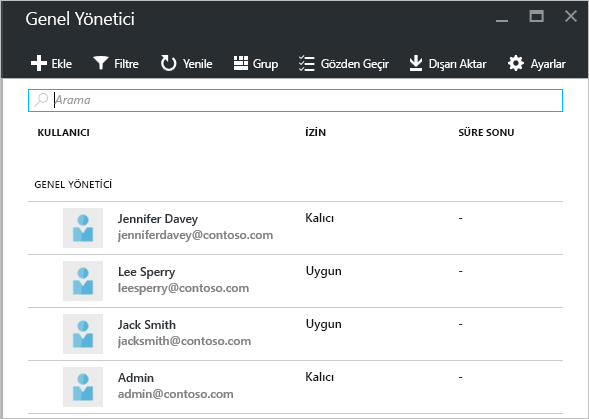 Genel Yönetici
Ekle Filtre Yenile Grup Gözden Geçir Dışarı Aktar Ayarlar
Arama
KULLANICI İZİN SÜRE SONU
GENEL YÖNETİCİ
Jennifer Davey Kalıcı -
jenniferdavey@contoso.com
Lee Sperry Uygun -
leesperry@contoso.com
Jack Smith Uygun -
jacksmith@contoso.com
Admin Kalıcı -
admin@contoso.com